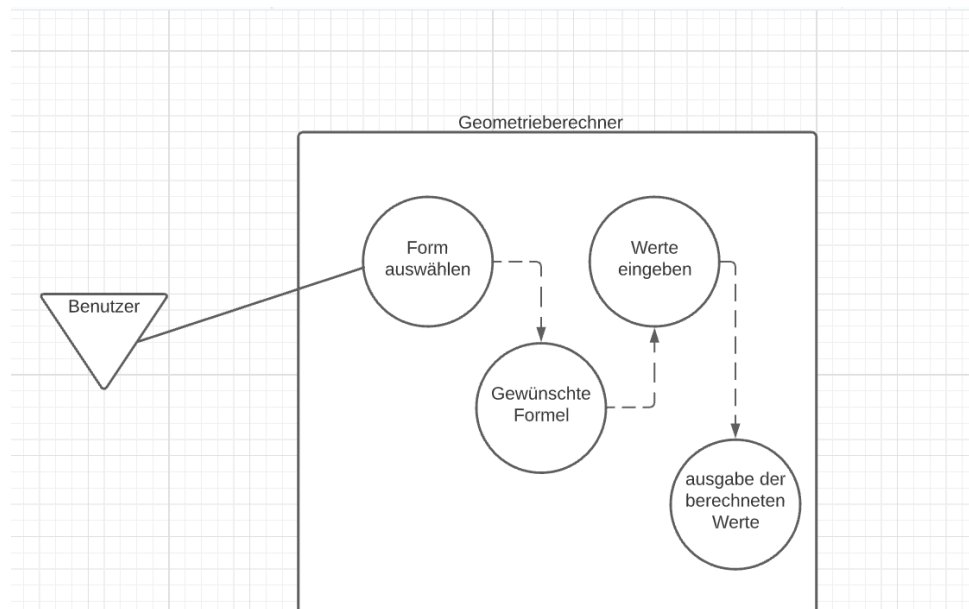 Geometrieberechner
Benutzer
Form
auswählen
Gewünschte
Formel
Werte
eingeben
ausgabe der
berechneten
Werte